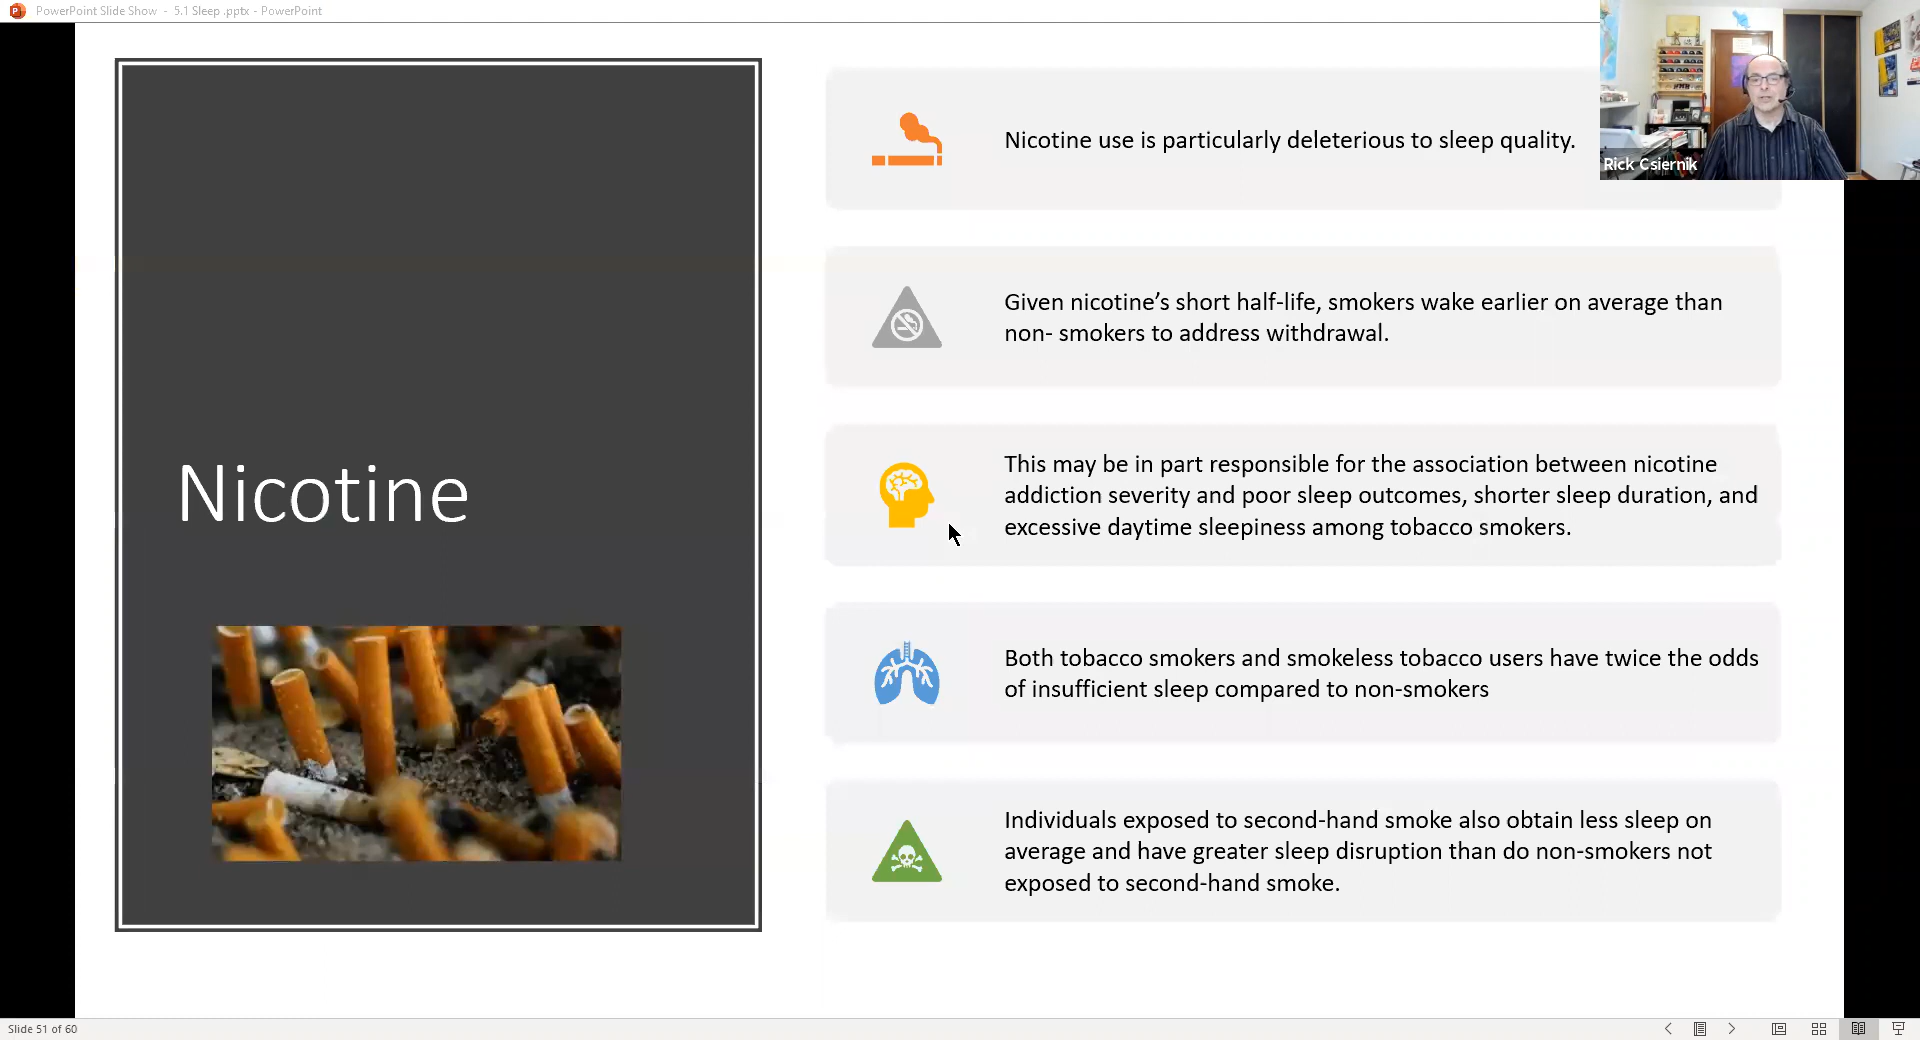 PowerPoint Slide Show - 5.1 Sleep .pptx - PowerPoint
Rick Csiernik
Nicotine
Nicotine use is particularly deleterious to sleep quality.
Given nicotine’s short half-life, smokers wake earlier on average than
non- smokers to address withdrawal.
This may be in part responsible for the association between nicotine
addiction severity and poor sleep outcomes, shorter sleep duration, and
excessive daytime sleepiness among tobacco smokers.
Both tobacco smokers and smokeless tobacco users have twice the odds
of insufficient sleep compared to non-smokers
Individuals exposed to second-hand smoke also obtain less sleep on
average and have greater sleep disruption than do non-smokers not
exposed to second-hand smoke.
Slide 51 of 60